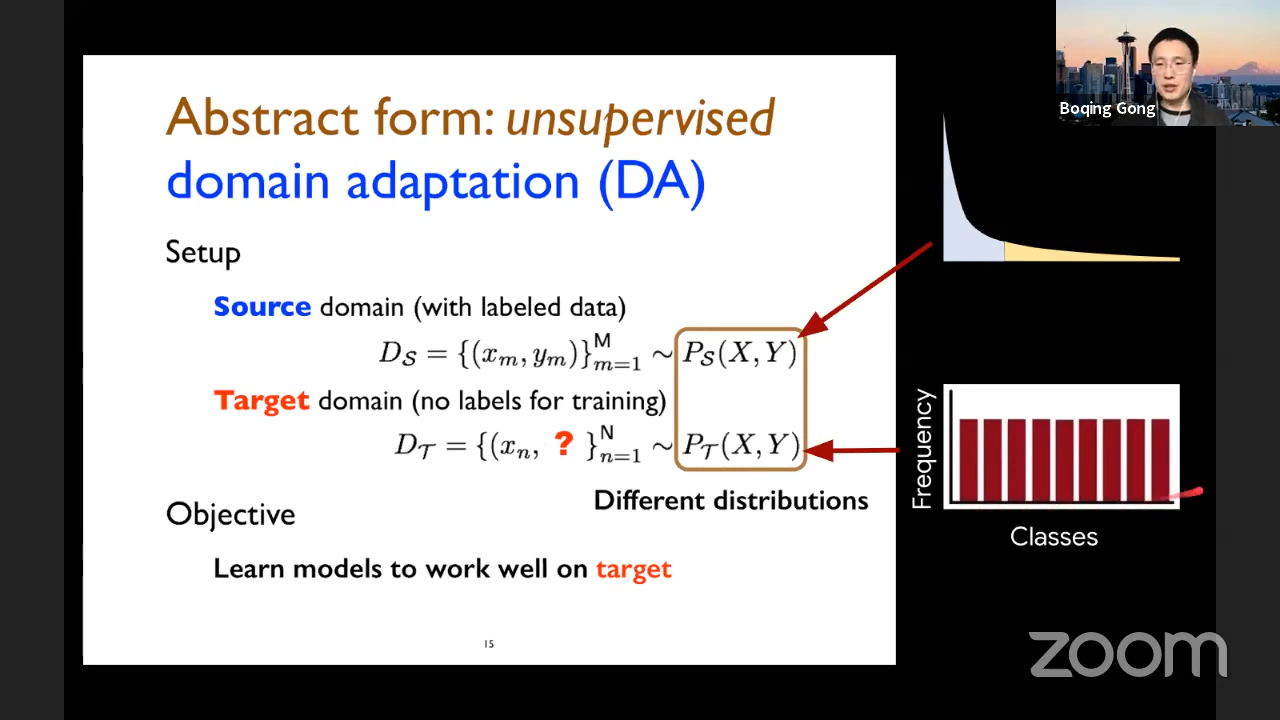 Abstract form: unsupervised
domain adaptation (DA)
Setup
Source domain (with labeled data)
D_S = {(x_m, y_m)}_{m=1}^{M} ~ P_S(X, Y)
Target domain (no labels for training)
D_T = {(x_n, ? }_{n=1}^{N} ~ P_T(X, Y)
Different distributions
Objective
Learn models to work well on target
15
Boqing Gong
Frequency
Classes
zoom